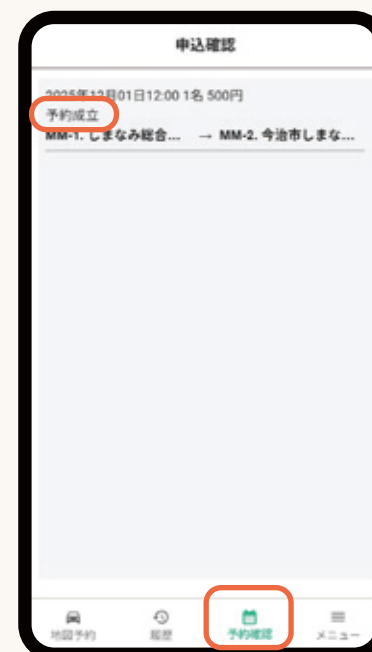 申込確認
2025年12月01日12:00 1名 500円
予約成立
MM-1. しまなみ総合... → MM-2. 今治市しまな...
地図予約 履歴 予約確認 メニュー